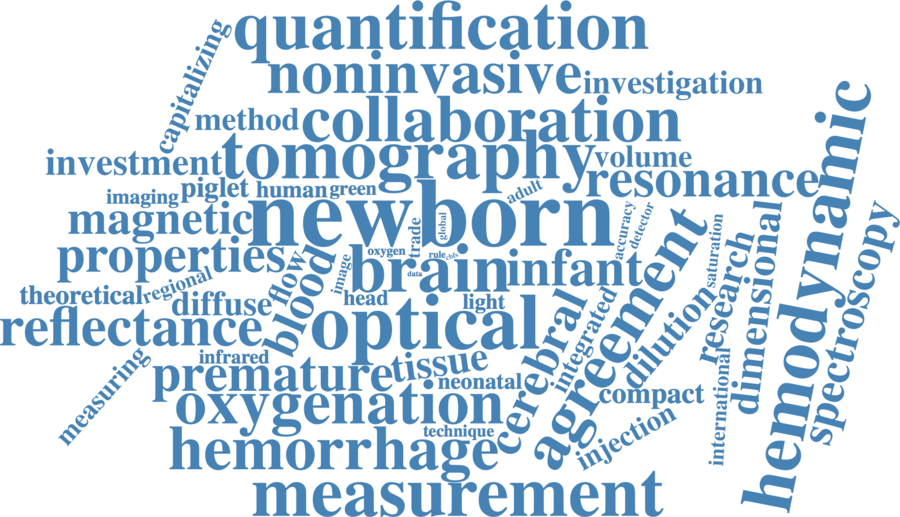 quantification
capitalizing
noninvasive
investigation
method
collaboration
investment
tomography
volume
resonance
hemodynamic
imaging
piglet
human
green
adult
magnetic
newborn
trade
global
accuracy
detector
properties
blood
flow
image
oxygen
brain
rule
cbts
data
infant
agreement
saturation
research
dimensional
spectroscopy
theoretical
regional
diffuse
head
light
reflectance
optical
cerebral
integrated
dilution
measuring
infrared
premature
tissue
neonatal
compact
international
oxygenation
technique
injection
hemorrhage
measurement